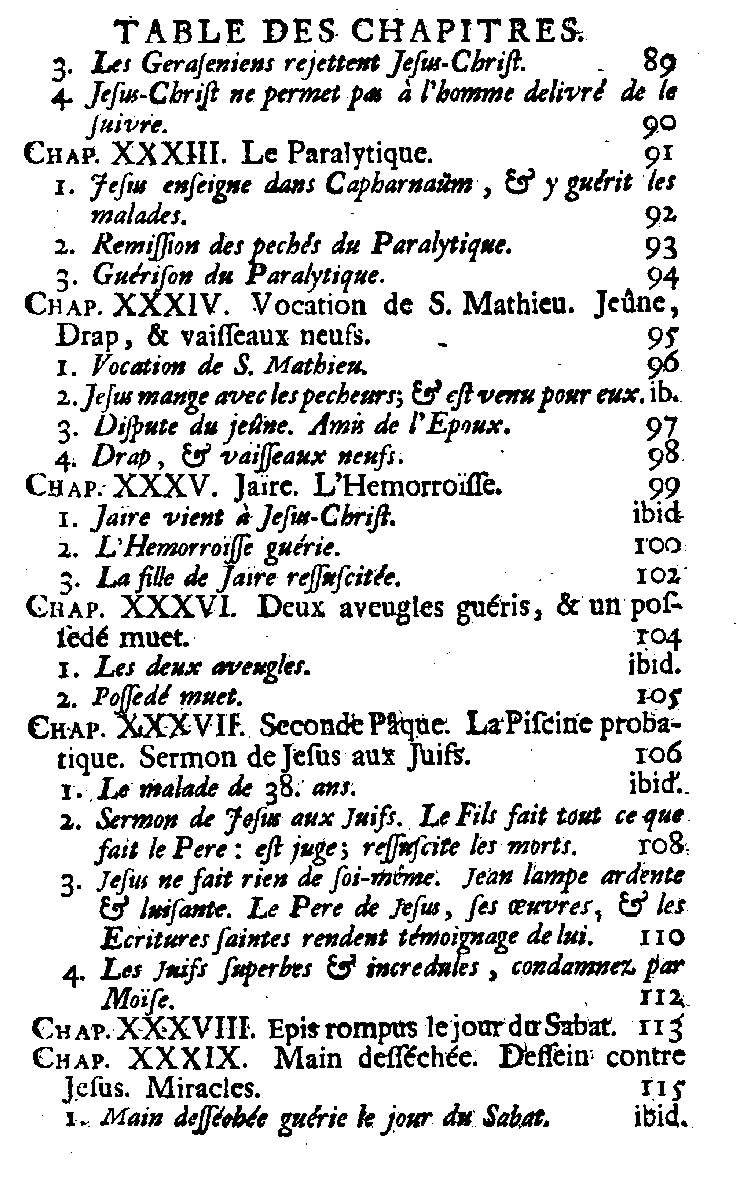 TABLE DES CHAPITRES.
3. Les Geraſeniens rejettent Jeſus-Chriſt. 89
4. Jeſus-Chriſt ne permet pas à l'homme delivré de le
ſuivre. 90
CHAP. XXXIII. Le Paralytique. 91
1. Jeſus enſeigne dans Capharnaüm, & y guérit les
malades. 92
2. Remiſſion des pechés du Paralytique. 93
3. Guériſon du Paralytique. 94
CHAP. XXXIV. Vocation de S. Mathieu. Jeûne,
Drap, & vaiſſeaux neufs. 95
1. Vocation de S. Mathieu. 96
2. Jeſus mange avec les pecheurs; & eſt venu pour eux. ib.
3. Diſpute du jeûne. Amis de l'Epoux. 97
4. Drap, & vaiſſeaux neufs. 98
CHAP. XXXV. Jaire. L'Hemorroïſſe. 99
1. Jaire vient à Jeſus-Chriſt. ibid
2. L'Hemorroïſſe guérie. 100
3. La fille de Jaire reſſuſcitée. 102
CHAP. XXXVI. Deux aveugles guéris, & un poſ-
ſedé muet. 104
1. Les deux aveugles. ibid.
2. Poſſedé muet. 105
CHAP. XXXVII. Seconde Pâque. La Piſcine proba-
tique. Sermon de Jeſus aux Juifs. 106
1. Le malade de 38. ans. ibid.
2. Sermon de Jeſus aux Juifs. Le Fils fait tout ce que
fait le Pere: eſt juge; reſſuſcite les morts. 108
3. Jeſus ne fait rien de ſoi-même. Jean lampe ardente
& luiſante. Le Pere de Jeſus, ſes œuvres, & les
Ecritures ſaintes rendent témoignage de lui. 110
4. Les Juifs ſuperbes & incredules, condamnez par
Moïſe. 112
CHAP. XXXVIII. Epis rompus le jour du Sabat. 113
CHAP. XXXIX. Main deſſéchée. Deſſein contre
Jeſus. Miracles. 115
1. Main deſſéchée guérie le jour du Sabat. ibid.